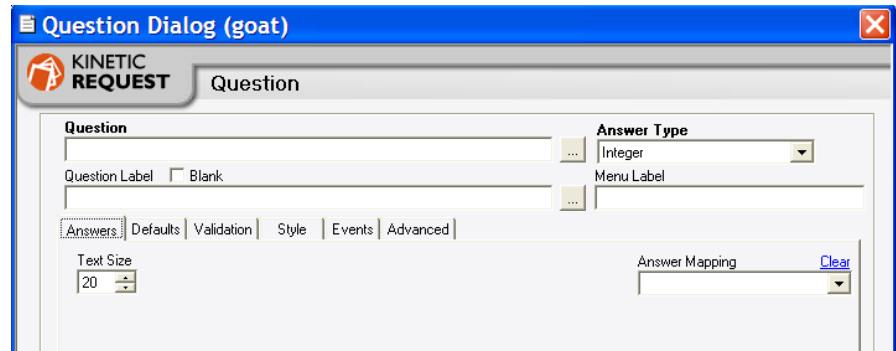 Question Dialog (goat)
KINETIC
REQUEST
Question
Question
Answer Type
...
Integer
Question Label Blank
Menu Label
...
Answers Defaults Validation Style Events Advanced
Text Size
Answer Mapping Clear
20